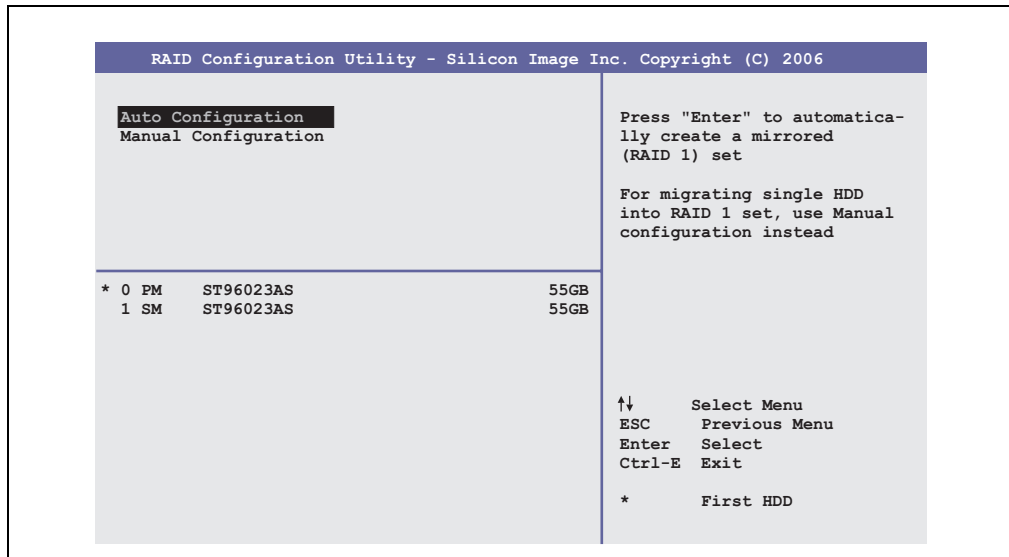 RAID Configuration Utility - Silicon Image Inc. Copyright (C) 2006
Auto Configuration
Manual Configuration
* 0 PM ST96023AS 55GB
1 SM ST96023AS 55GB
Press "Enter" to automatica-
lly create a mirrored
(RAID 1) set
For migrating single HDD
into RAID 1 set, use Manual
configuration instead
↑↓ Select Menu
ESC Previous Menu
Enter Select
Ctrl-E Exit
* First HDD